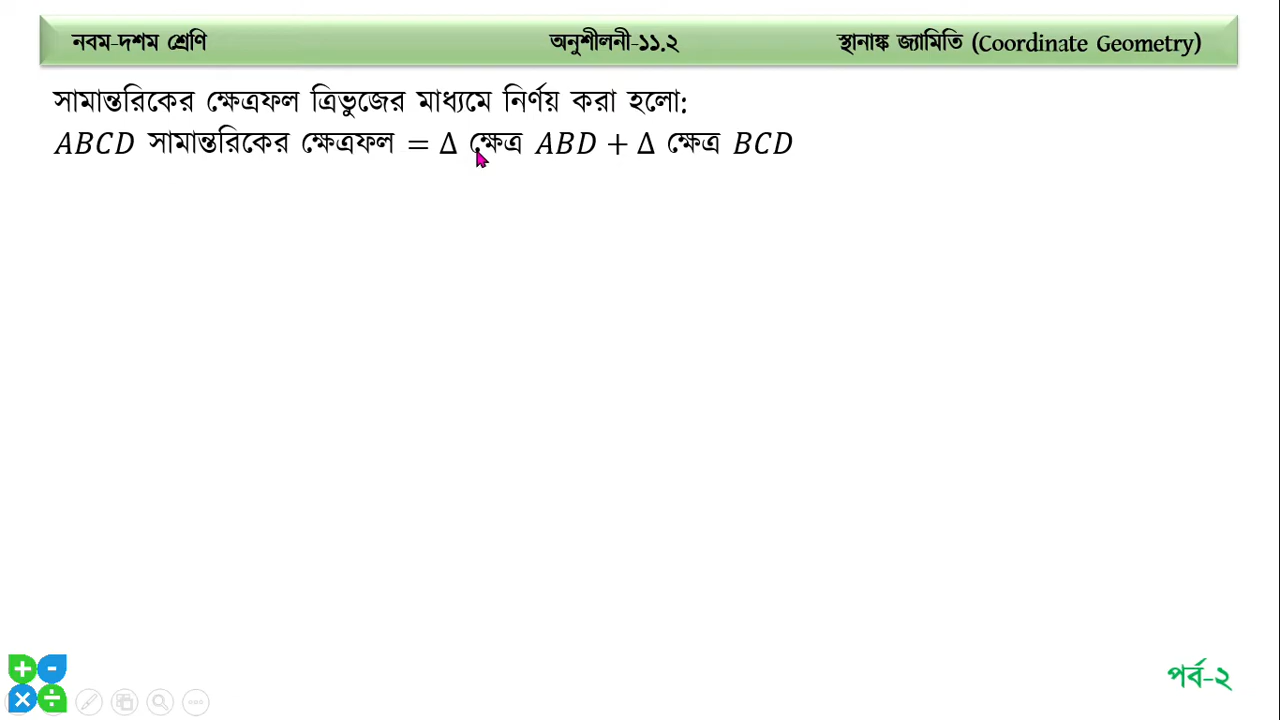 নবম-দশম শ্রেণি অনুশীলনী-১১.২ স্থানাঙ্ক জ্যামিতি (Coordinate Geometry)
সামান্তরিকের ক্ষেত্রফল ত্রিভুজের মাধ্যমে নির্ণয় করা হলো:
ABCD সামান্তরিকের ক্ষেত্রফল = Δ ক্ষেত্র ABD + Δ ক্ষেত্র BCD
পর্ব-২